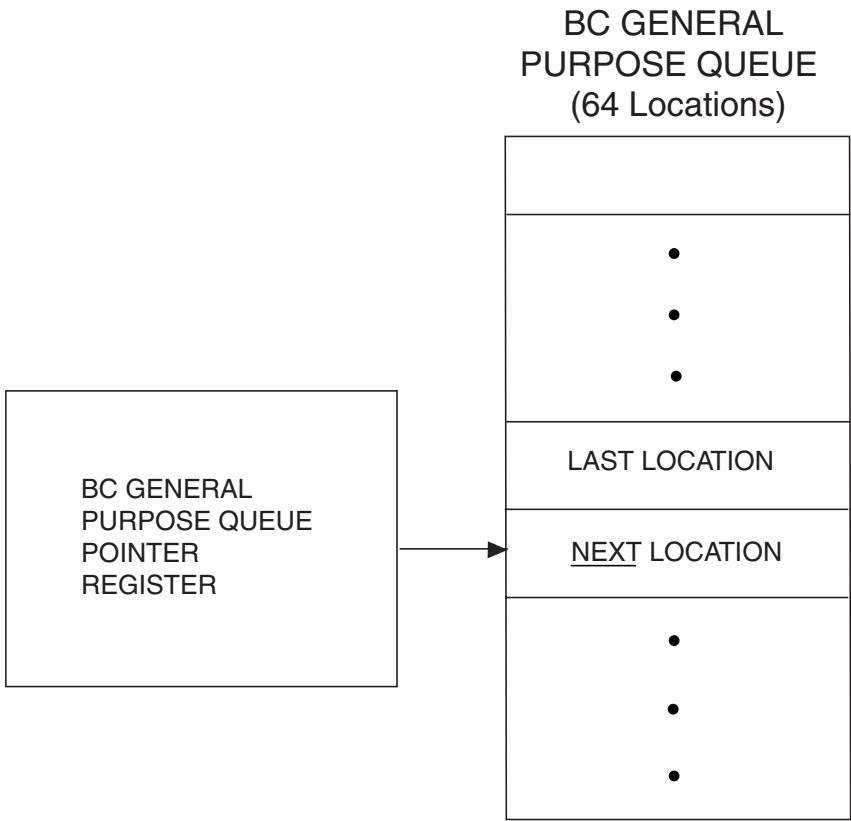 BC GENERAL
PURPOSE QUEUE
(64 Locations)
LAST LOCATION
BC GENERAL
PURPOSE QUEUE
POINTER
REGISTER
NEXT LOCATION